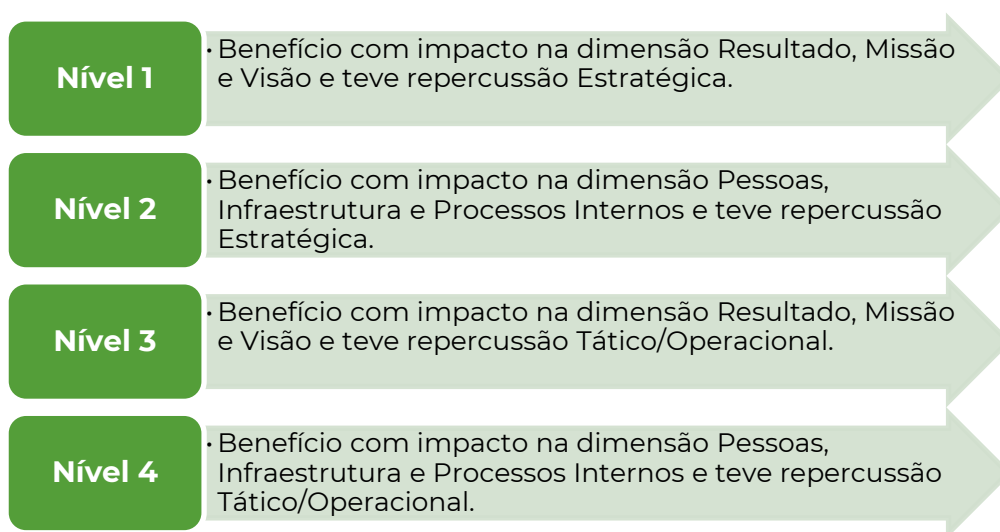 Nível 1
· Benefício com impacto na dimensão Resultado, Missão
e Visão e teve repercussão Estratégica.
Nível 2
· Benefício com impacto na dimensão Pessoas,
Infraestrutura e Processos Internos e teve repercussão
Estratégica.
Nível 3
· Benefício com impacto na dimensão Resultado, Missão
e Visão e teve repercussão Tático/Operacional.
Nível 4
· Benefício com impacto na dimensão Pessoas,
Infraestrutura e Processos Internos e teve repercussão
Tático/Operacional.